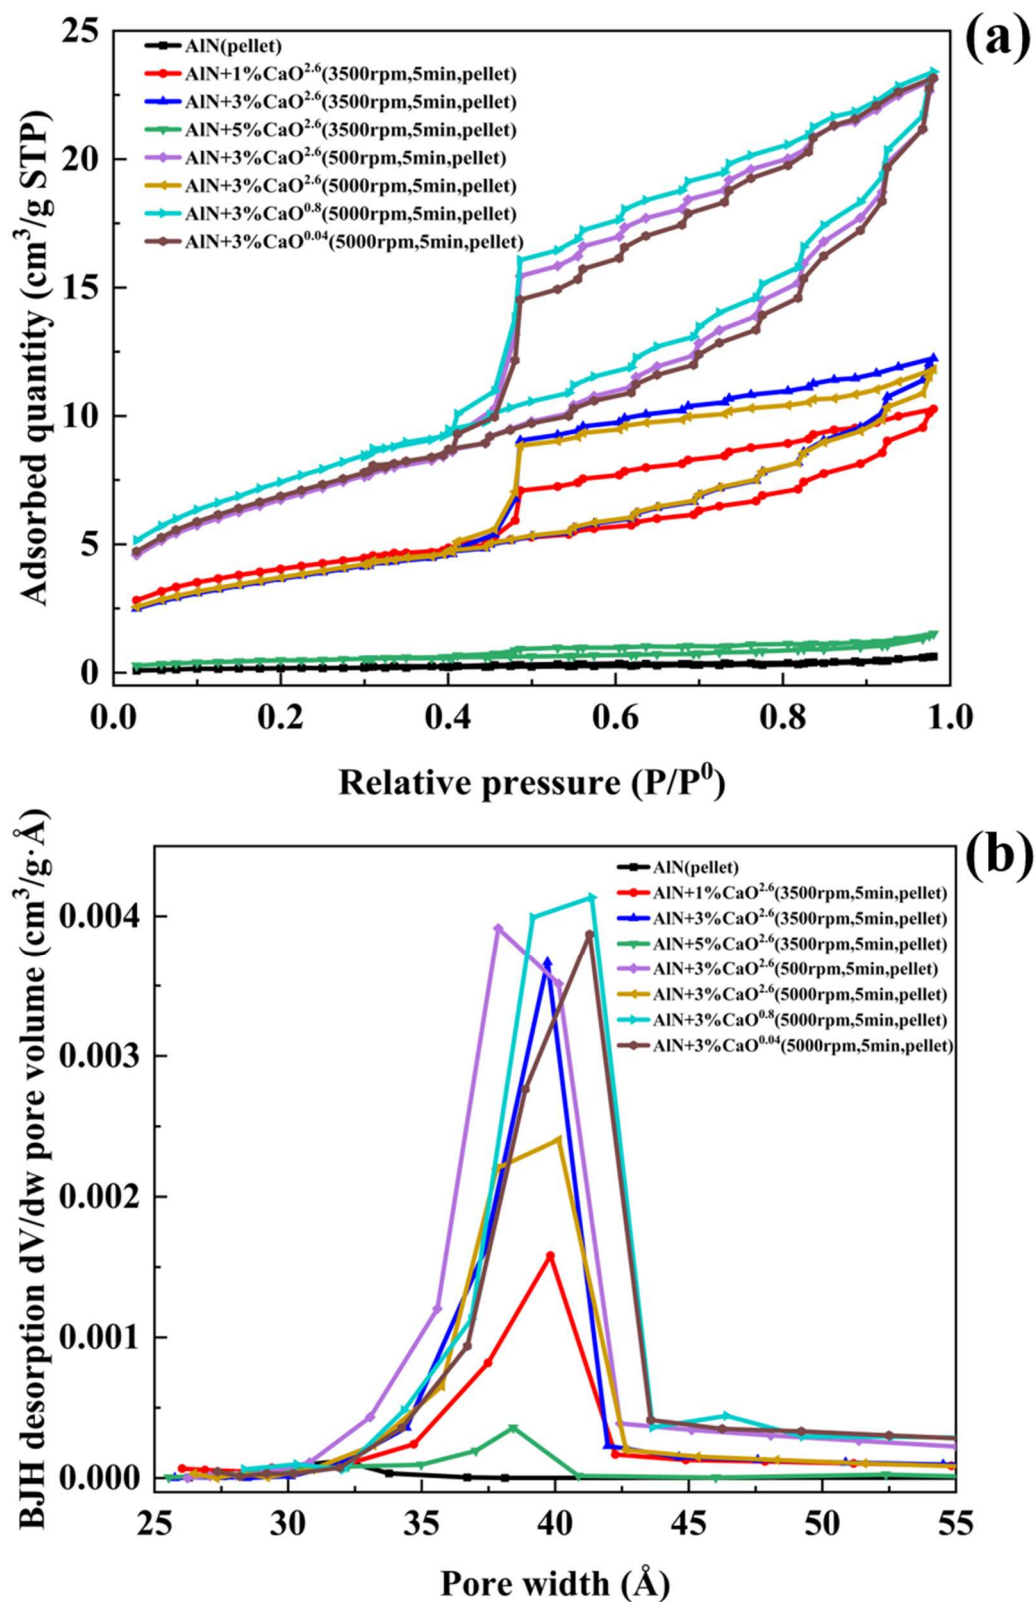 (a)
AlN(pellet)
AlN+1%CaO²·⁶(3500rpm,5min,pellet)
AlN+3%CaO²·⁶(3500rpm,5min,pellet)
AlN+5%CaO²·⁶(3500rpm,5min,pellet)
AlN+3%CaO²·⁶(500rpm,5min,pellet)
AlN+3%CaO²·⁶(5000rpm,5min,pellet)
AlN+3%CaO⁰·⁸(5000rpm,5min,pellet)
AlN+3%CaO⁰·⁰⁴(5000rpm,5min,pellet)
Adsorbed quantity (cm³/g STP)
25
20
15
10
5
0
0.0 0.2 0.4 0.6 0.8 1.0
Relative pressure (P/P⁰)
(b)
AlN(pellet)
AlN+1%CaO²·⁶(3500rpm,5min,pellet)
AlN+3%CaO²·⁶(3500rpm,5min,pellet)
AlN+5%CaO²·⁶(3500rpm,5min,pellet)
AlN+3%CaO²·⁶(500rpm,5min,pellet)
AlN+3%CaO²·⁶(5000rpm,5min,pellet)
AlN+3%CaO⁰·⁸(5000rpm,5min,pellet)
AlN+3%CaO⁰·⁰⁴(5000rpm,5min,pellet)
BJH desorption dV/dw pore volume (cm³/g·Å)
0.004
0.003
0.002
0.001
0.000
25 30 35 40 45 50 55
Pore width (Å)